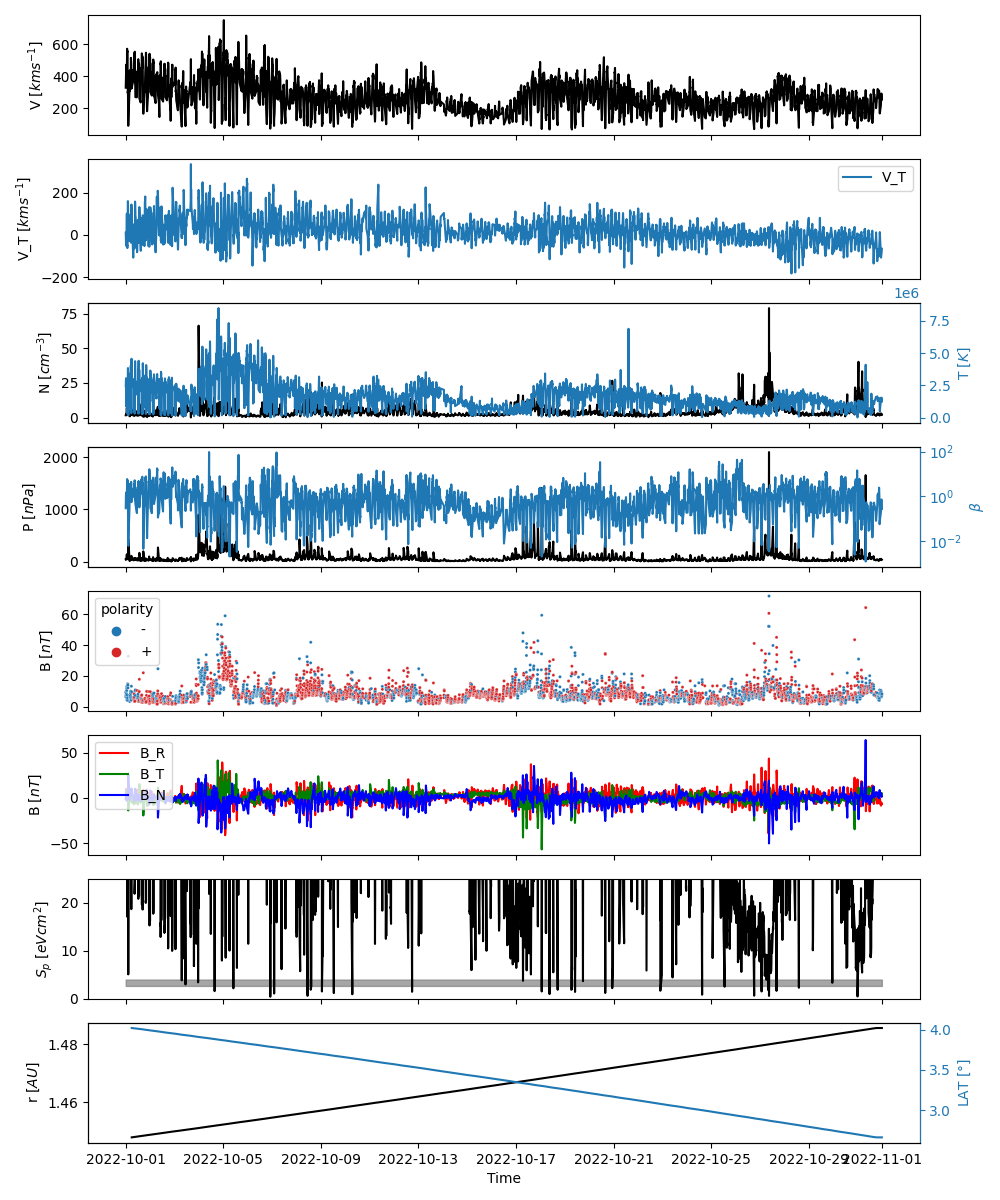 V [kms⁻¹]
600
400
200
V_T [kms⁻¹]
200
0
−200
V_T
N [cm⁻³]
75
50
25
0
1e6
7.5
5.0
2.5
0.0
T [K]
P [nPa]
2000
1000
0
10²
10⁰
10⁻²
β
B [nT]
60
40
20
0
polarity
-
+
B [nT]
50
0
−50
B_R
B_T
B_N
Sₚ [eVcm²]
20
10
0
r [AU]
1.48
1.46
4.0
3.5
3.0
LAT [°]
2022-10-01 2022-10-05 2022-10-09 2022-10-13 2022-10-17 2022-10-21 2022-10-25 2022-10-29 2022-11-01
Time